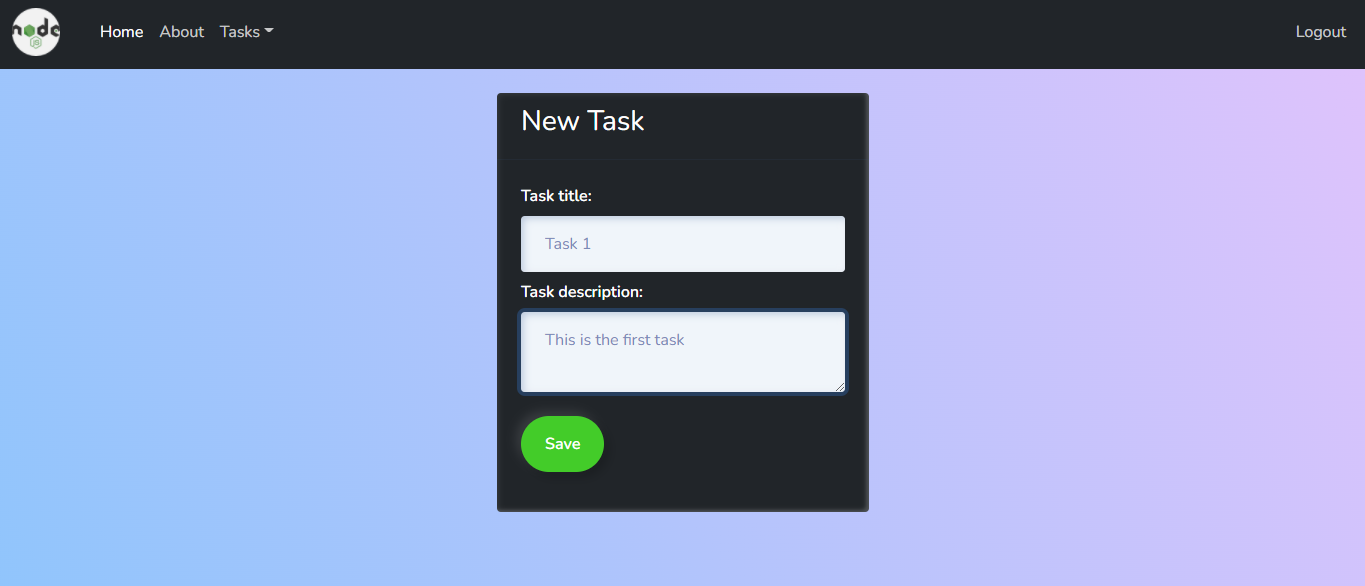 node
JS
Home About Tasks Logout
New Task
Task title:
Task 1
Task description:
This is the first task
Save